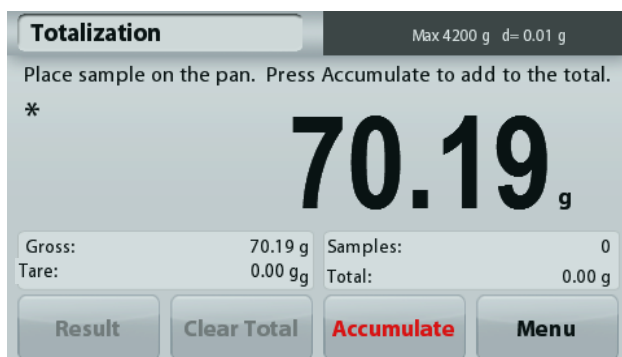 Totalization
Max 4200 g d= 0.01 g
Place sample on the pan. Press Accumulate to add to the total.
*
70.19 g
Gross: 70.19 g
Samples: 0
Tare: 0.00 gg
Total: 0.00 g
Result Clear Total Accumulate Menu